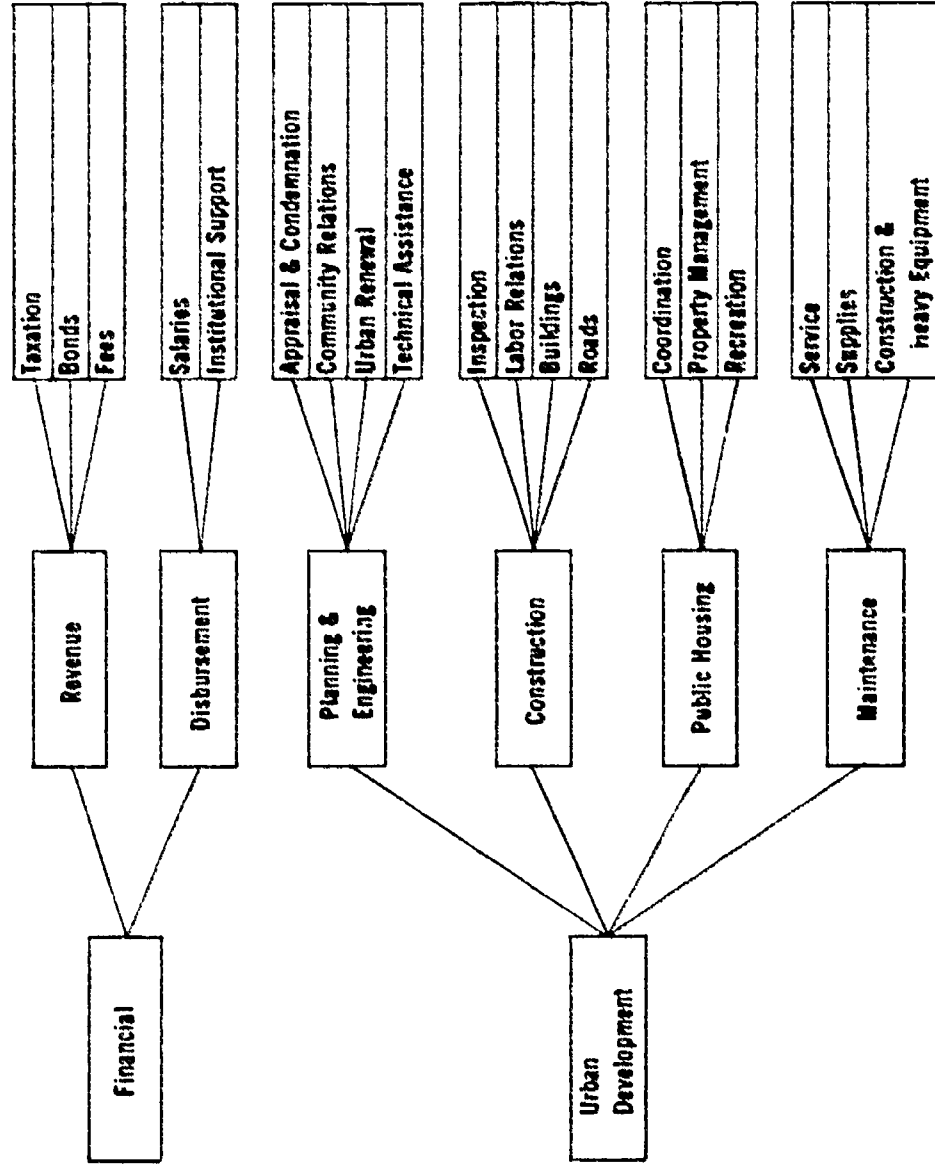 Financial
Revenue
Taxation
Bonds
Fees
Disbursement
Salaries
Institutional Support
Urban
Development
Planning &
Engineering
Appraisal & Condemnation
Community Relations
Urban Renewal
Technical Assistance
Construction
Inspection
Labor Relations
Buildings
Roads
Public Housing
Coordination
Property Management
Recreation
Maintenance
Service
Supplies
Construction &
heavy Equipment